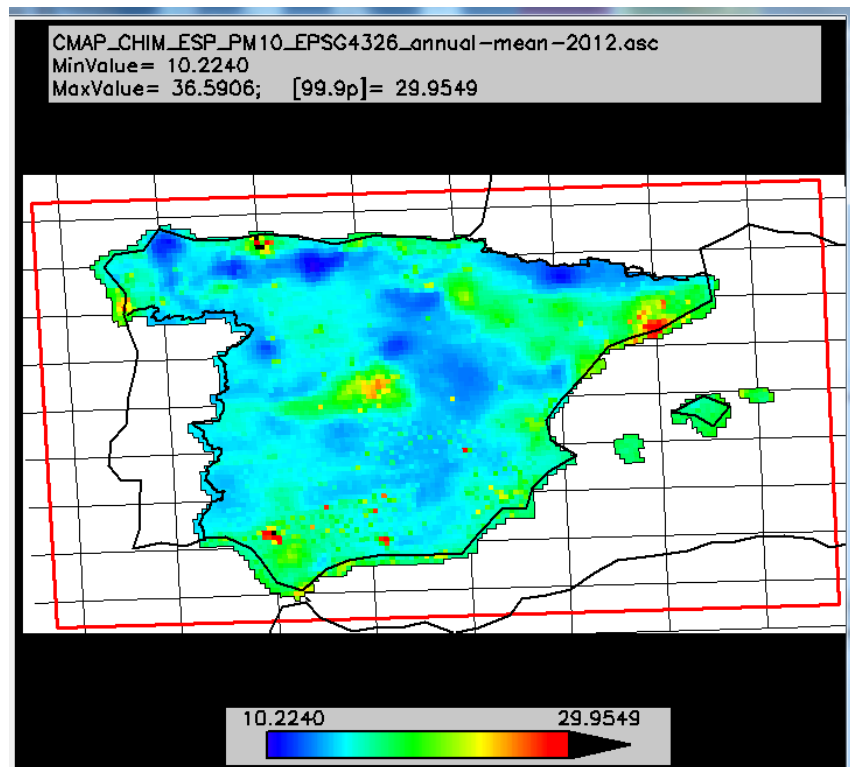 CMAP_CHIM_ESP_PM10_EPSG4326_annual-mean-2012.asc
MinValue= 10.2240
MaxValue= 36.5906; [99.9p]= 29.9549
10.2240 29.9549